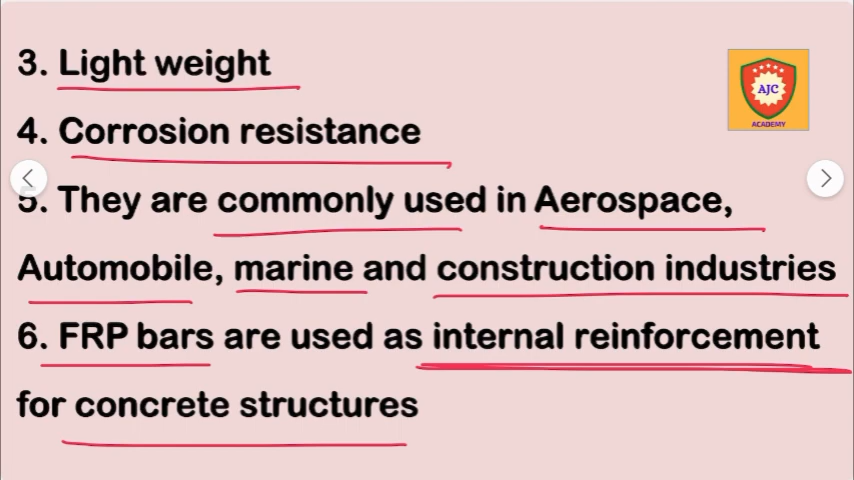 3. Light weight
4. Corrosion resistance
5. They are commonly used in Aerospace,
Automobile, marine and construction industries
6. FRP bars are used as internal reinforcement
for concrete structures
AJC
ACADEMY